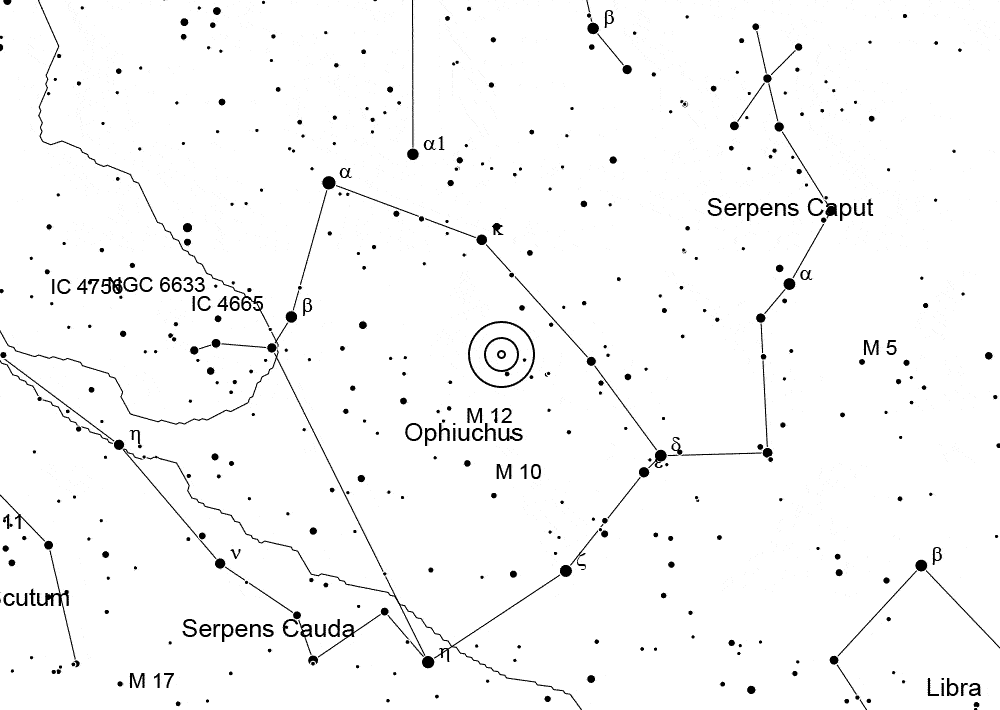 β
α1
α
Serpens Caput
κ
α
IC 4756
NGC 6633
IC 4665
β
M 5
M 12
Ophiuchus
δ
η
ε
M 10
11
ν
ζ
β
Scutum
Serpens Cauda
η
M 17
Libra